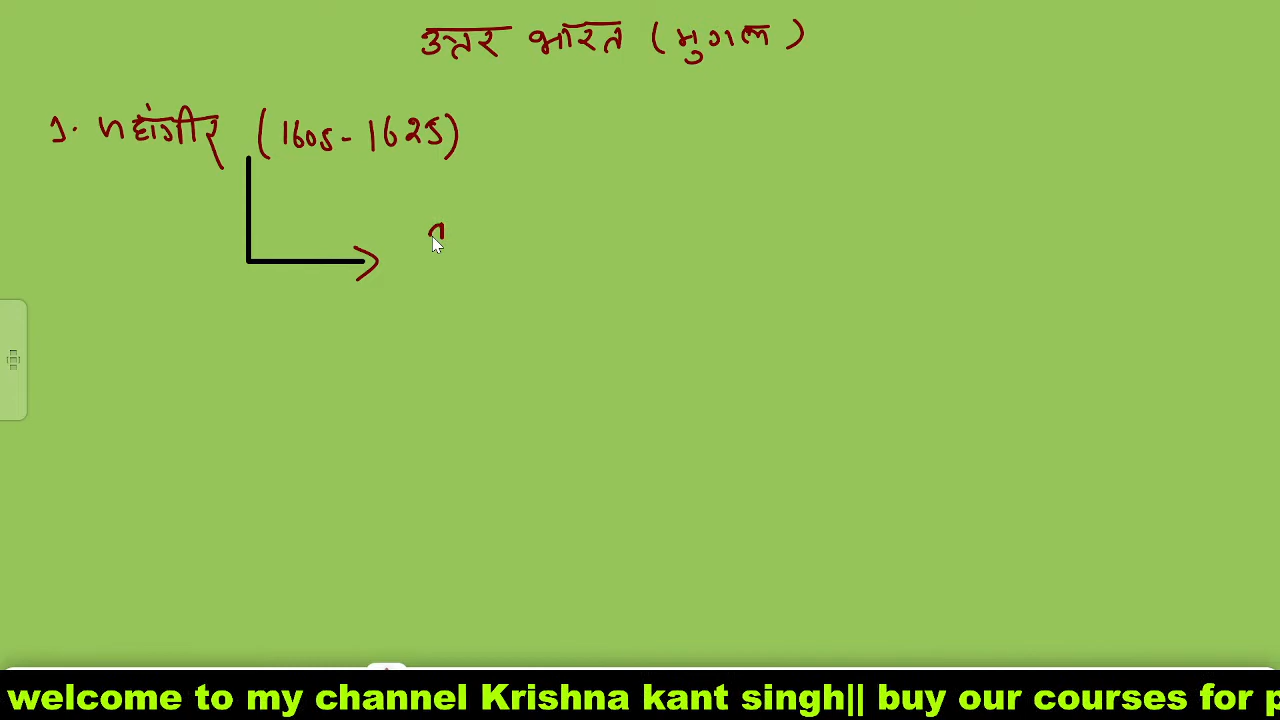 उत्तर भारत (मुगल)
1. जहांगीर (1605-1625)
welcome to my channel Krishna kant singh|| buy our courses for p